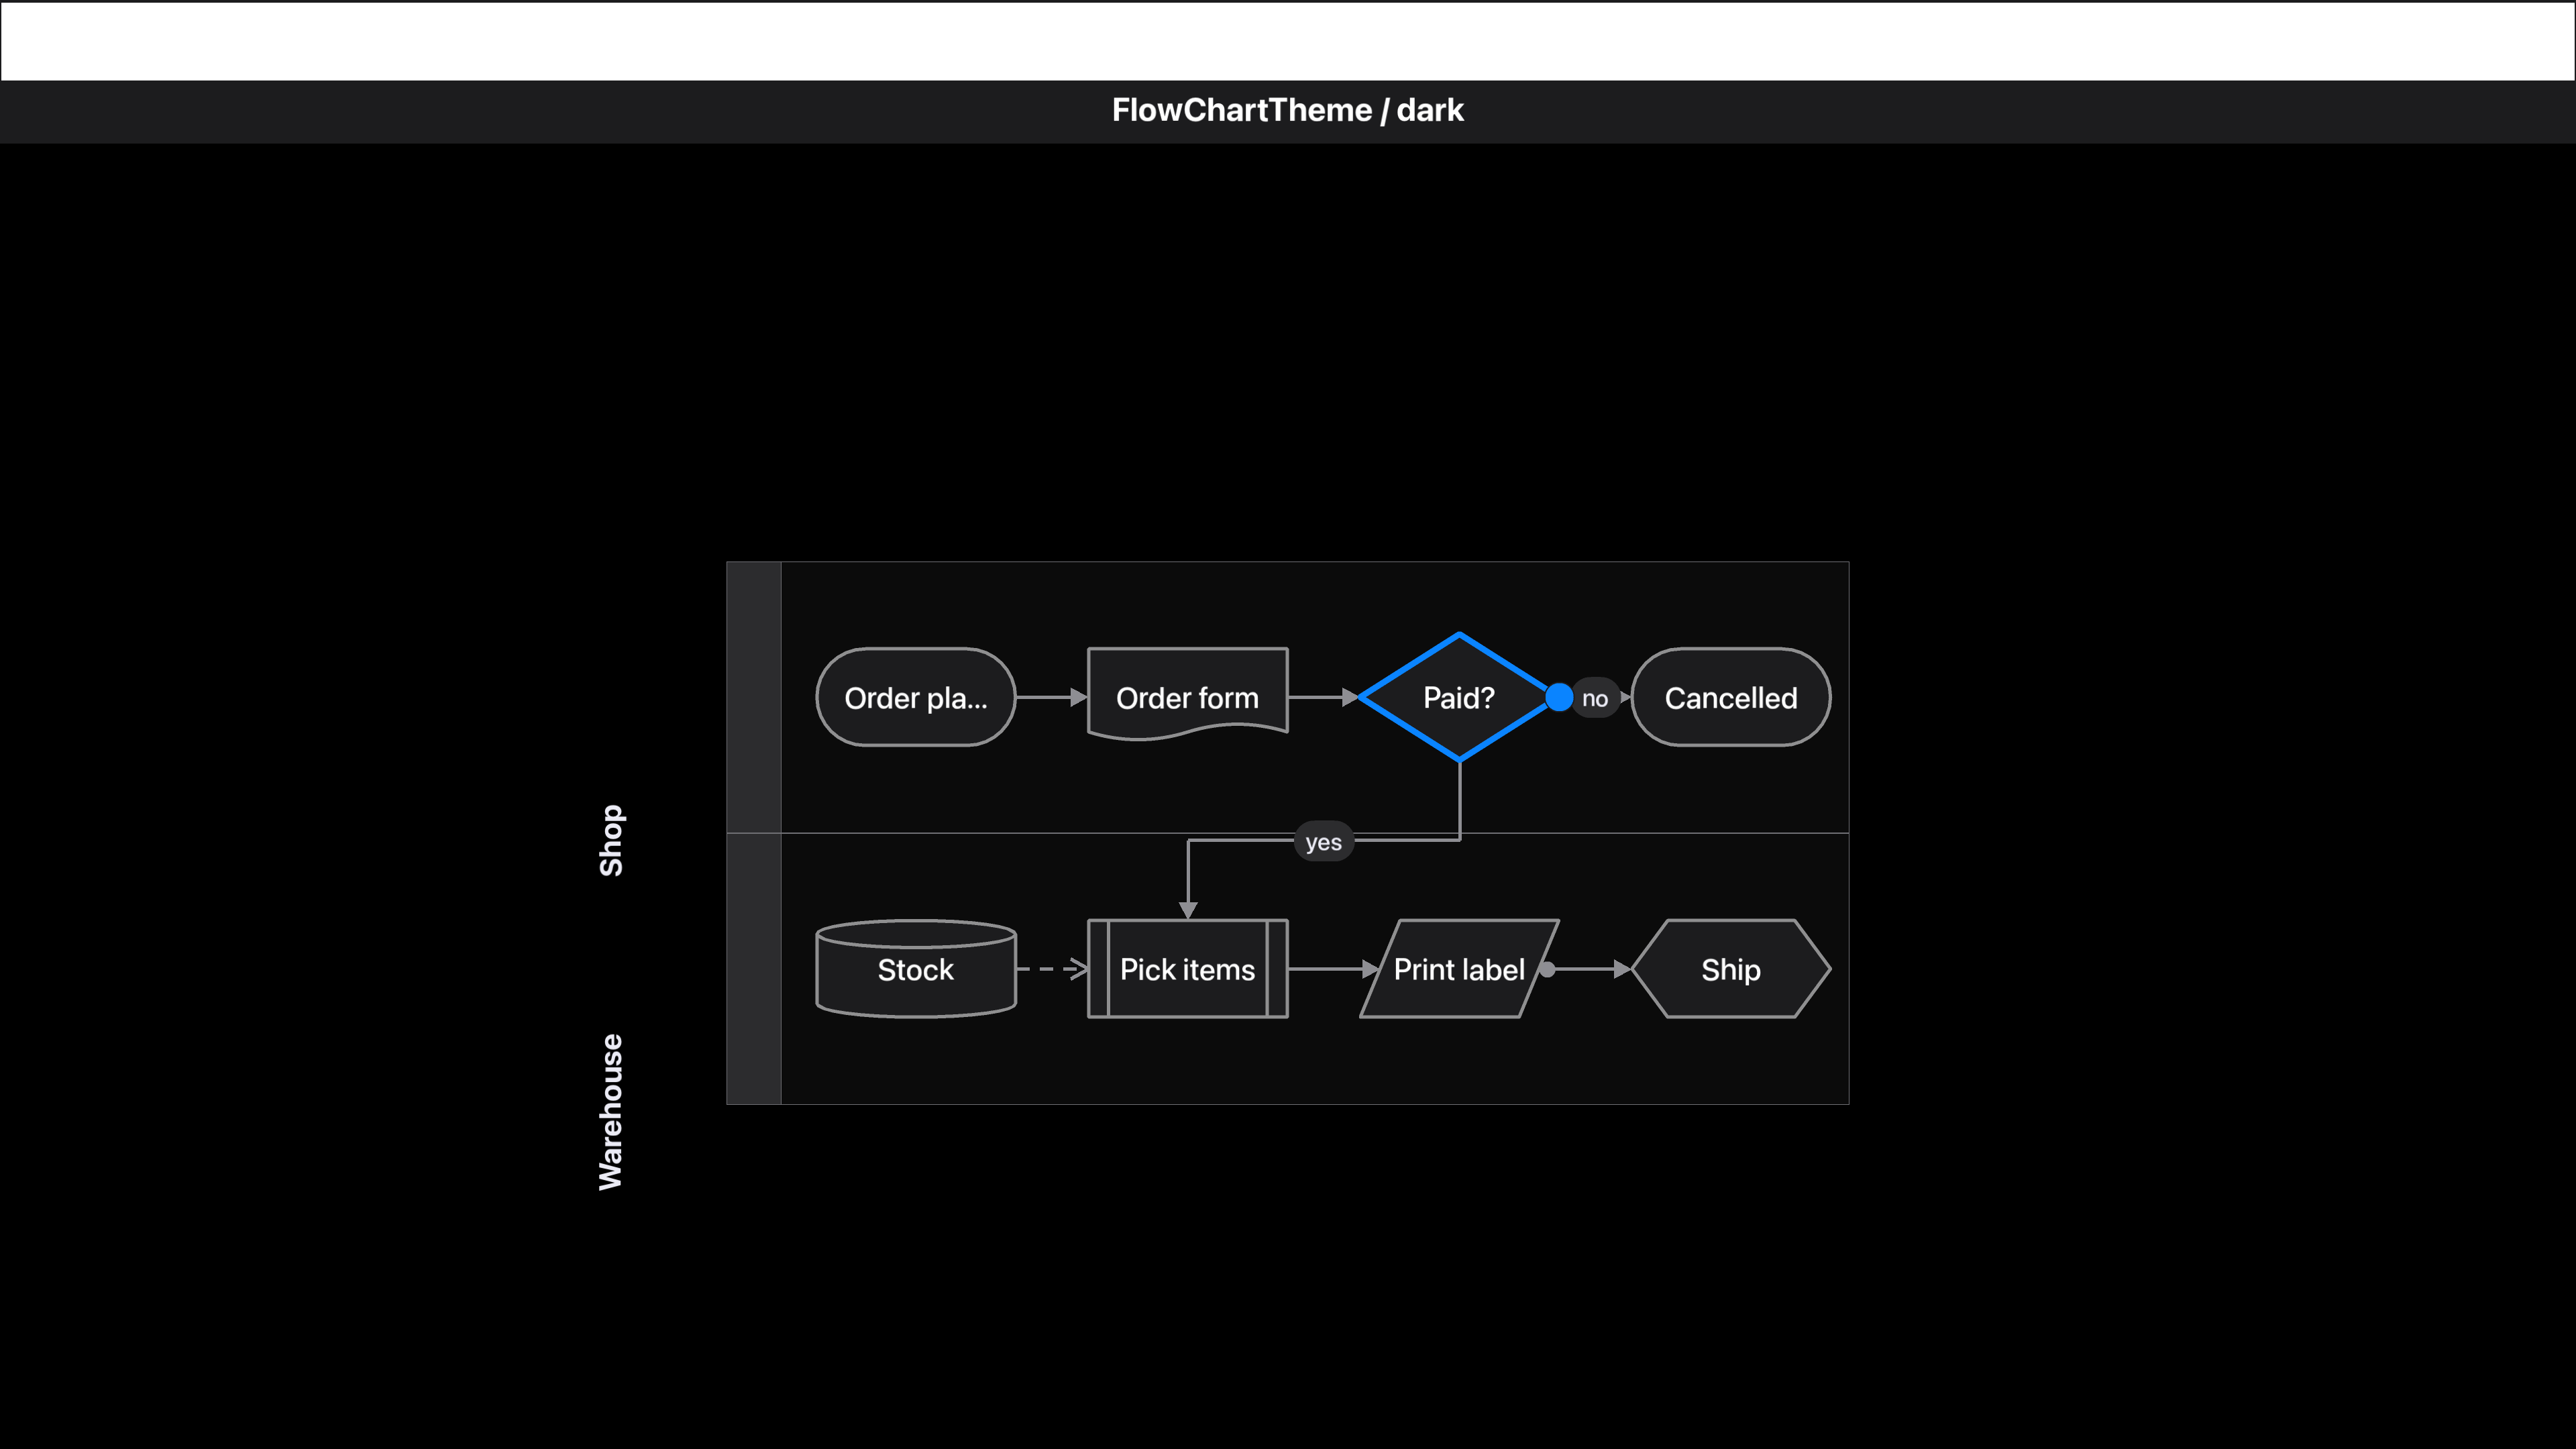 FlowChartTheme / dark
Shop
Order pla...
Order form
Paid?
no
Cancelled
yes
Warehouse
Stock
Pick items
Print label
Ship